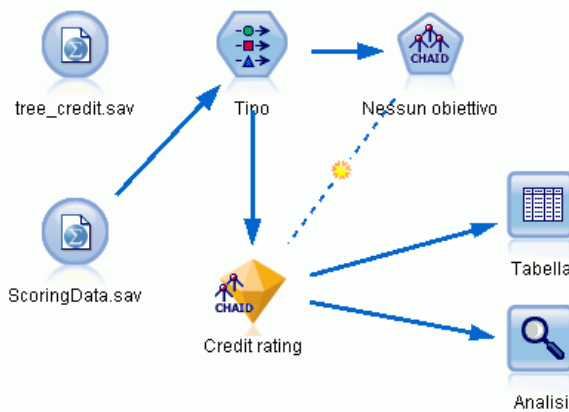 tree_credit.sav
Tipo
CHAID
Nessun obiettivo
ScoringData.sav
CHAID
Credit rating
Tabella
Analisi